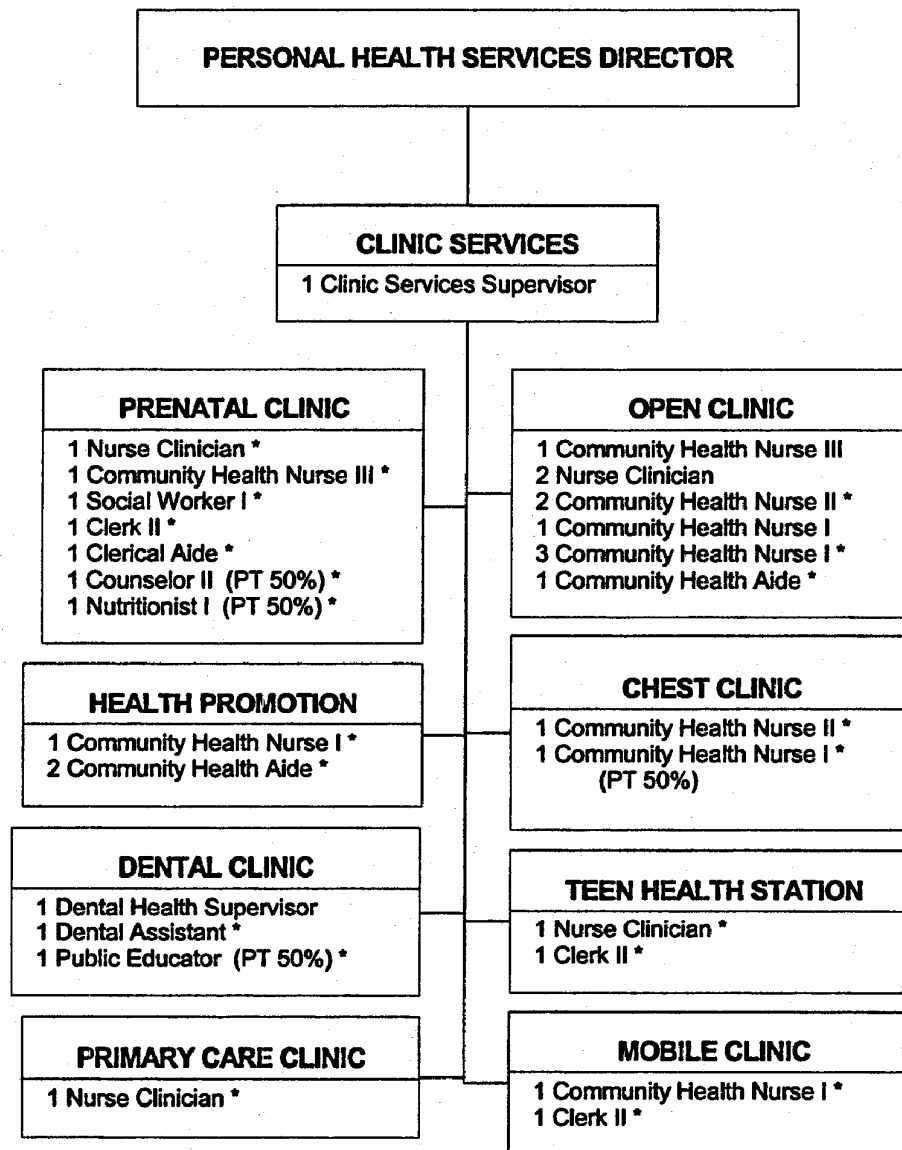 PERSONAL HEALTH SERVICES DIRECTOR
CLINIC SERVICES
1 Clinic Services Supervisor
PRENATAL CLINIC
1 Nurse Clinician *
1 Community Health Nurse III *
1 Social Worker I *
1 Clerk II *
1 Clerical Aide *
1 Counselor II (PT 50%) *
1 Nutritionist I (PT 50%) *
OPEN CLINIC
1 Community Health Nurse III
2 Nurse Clinician
2 Community Health Nurse II *
1 Community Health Nurse I
3 Community Health Nurse I *
1 Community Health Aide *
HEALTH PROMOTION
1 Community Health Nurse I *
2 Community Health Aide *
CHEST CLINIC
1 Community Health Nurse II *
1 Community Health Nurse I *
(PT 50%)
DENTAL CLINIC
1 Dental Health Supervisor
1 Dental Assistant *
1 Public Educator (PT 50%) *
TEEN HEALTH STATION
1 Nurse Clinician *
1 Clerk II *
PRIMARY CARE CLINIC
1 Nurse Clinician *
MOBILE CLINIC
1 Community Health Nurse I *
1 Clerk II *